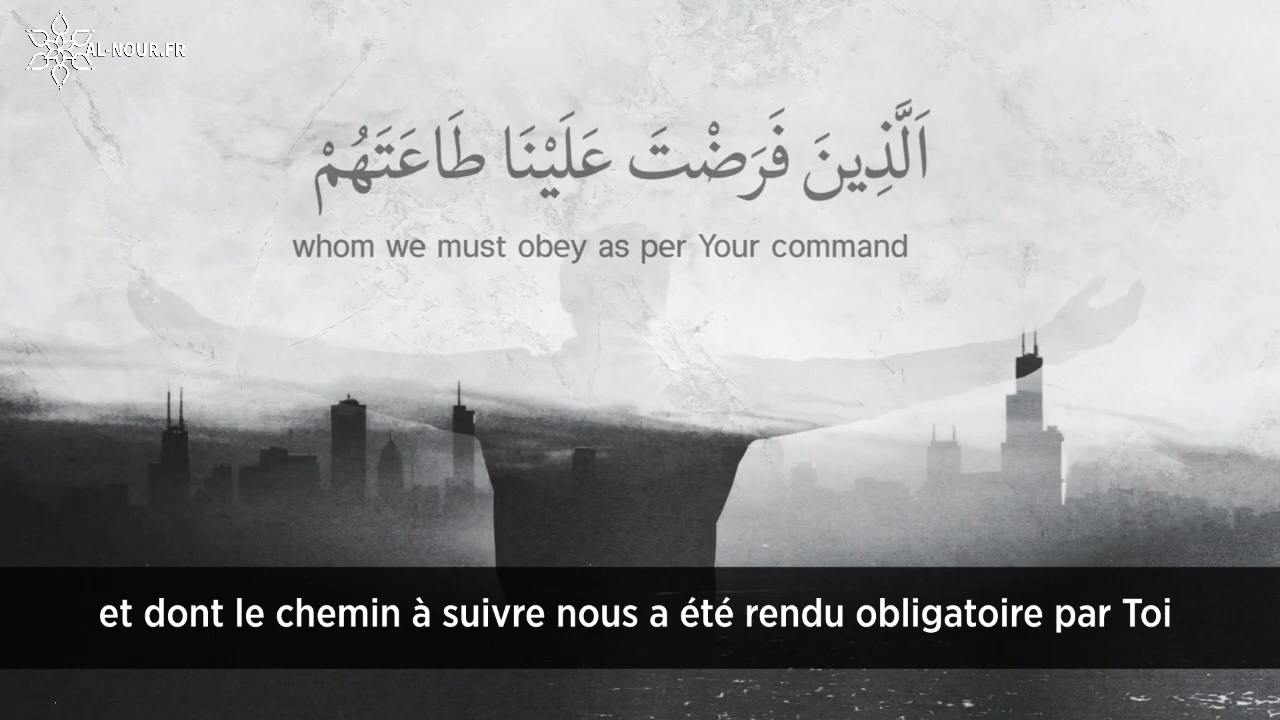 AL-NOUR.FR
اَلَّذِينَ فَرَضْتَ عَلَيْنَا طَاعَتَهُمْ
whom we must obey as per Your command
et dont le chemin à suivre nous a été rendu obligatoire par Toi